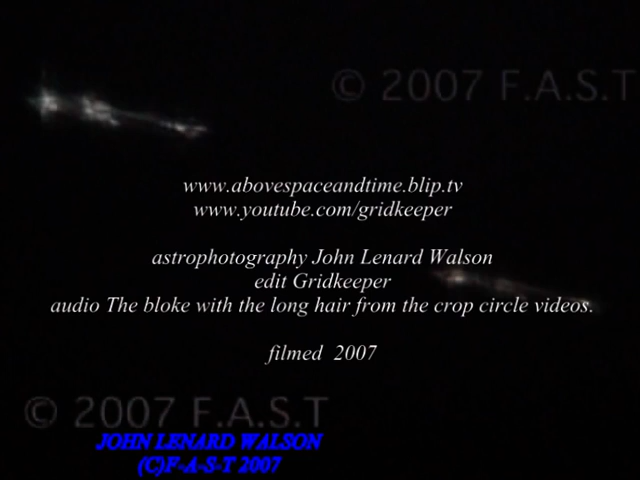 © 2007 F.A.S.T
www.abovespaceandtime.blip.tv
www.youtube.com/gridkeeper
astrophotography John Lenard Walson
edit Gridkeeper
audio The bloke with the long hair from the crop circle videos.
filmed 2007
© 2007 F.A.S.T
JOHN LENARD WALSON
(C)F-A-S-T 2007